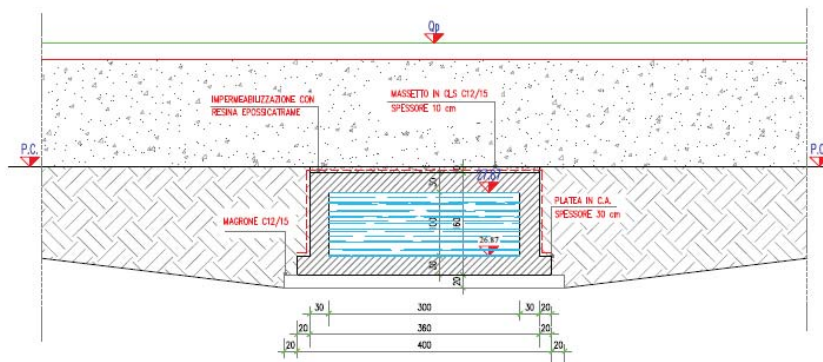 Qp
IMPERMEABILIZZAZIONE CON
RESINA EPOSSICATRAME
MASSETTO IN CLS C12/15
SPESSORE 10 cm
P.C.
P.C.
27.87
30
100
160
30
20
26.87
MAGRONE C12/15
PLATEA IN C.A.
SPESSORE 30 cm
30 300 30 20
20 360 20
20 400 20